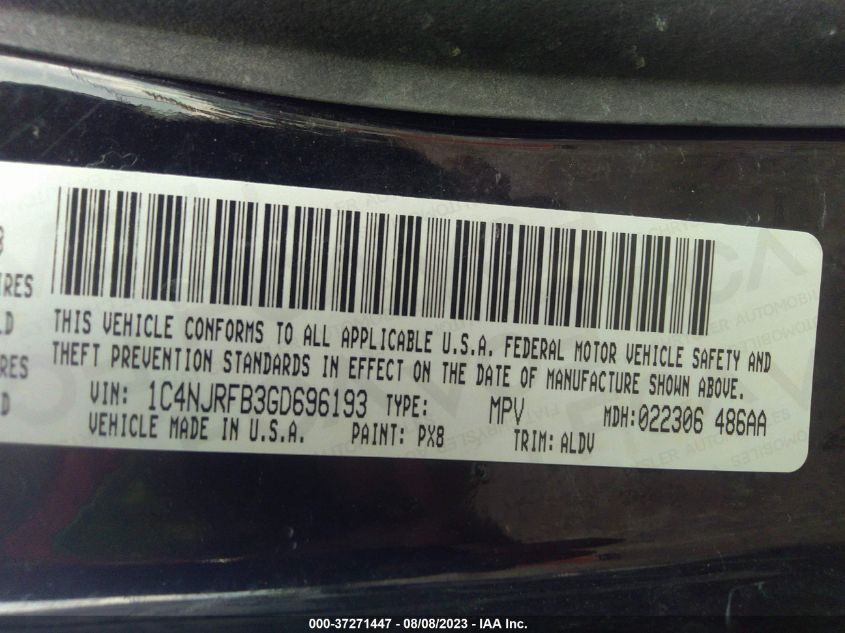 THIS VEHICLE CONFORMS TO ALL APPLICABLE U.S.A. FEDERAL MOTOR VEHICLE SAFETY AND
THEFT PREVENTION STANDARDS IN EFFECT ON THE DATE OF MANUFACTURE SHOWN ABOVE.
VIN: 1C4NJRFB3GD696193 TYPE: MPV MDH:022306 486AA
VEHICLE MADE IN U.S.A. PAINT: PX8 TRIM: ALDV
000-37271447 - 08/08/2023 - IAA Inc.